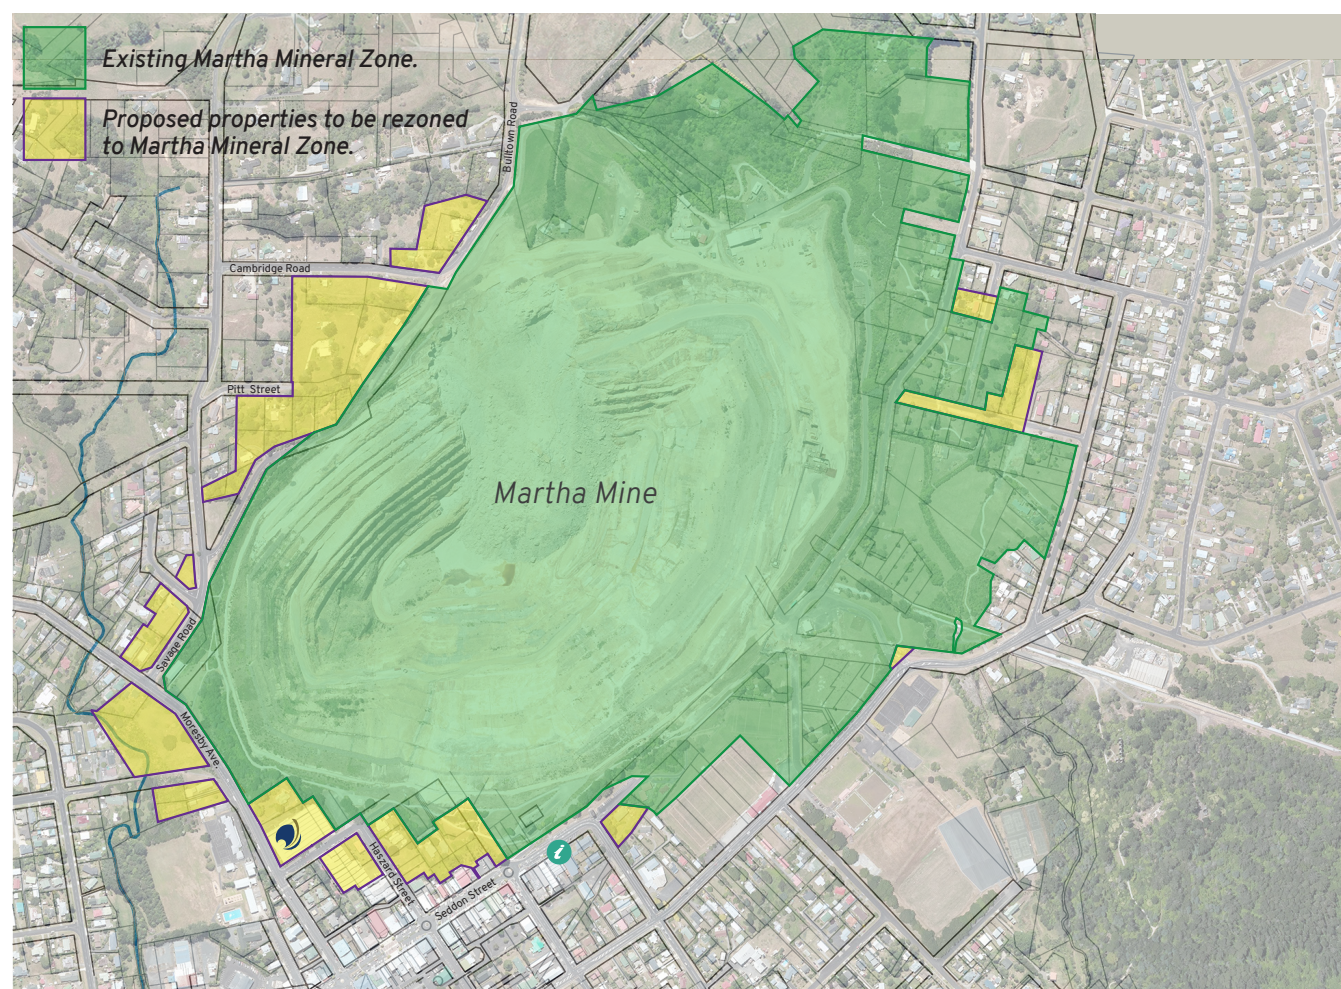 Existing Martha Mineral Zone.
Proposed properties to be rezoned
to Martha Mineral Zone.
Bulltown Road
Cambridge Road
Pitt Street
Martha Mine
Savage Road
Moresby Ave.
Haszard Street
Seddon Street
i